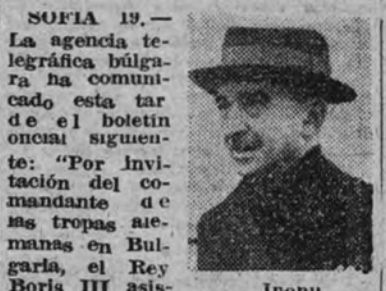 SOFIA 19.—
La agencia te-
legráfica búlga-
ra ha comuni-
cado esta tar
de el boletín
oncial siguien-
te: "Por invi-
tación del co-
mandante de
las tropas ale-
manas en Bul-
garia, el Rey
Boris III asis-
Inonu